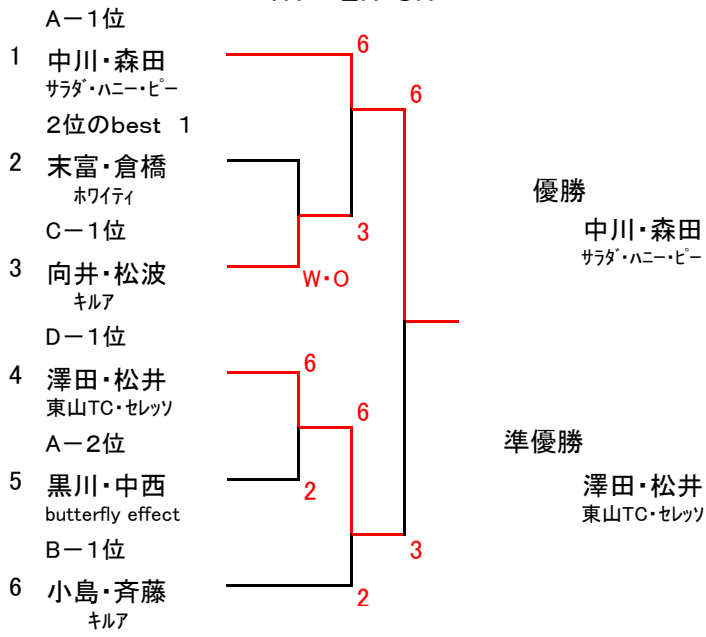 A－1位
1 中川・森田 6
サラダ・ハニー・ピー 6
2位のbest 1
2 末富・倉橋
ホワイティ
優勝
C－1位 3
中川・森田
サラダ・ハニー・ピー
3 向井・松波 W・O
キルア
D－1位
4 澤田・松井 6
東山TC・セレッソ 6
A－2位
準優勝
5 黒川・中西 2
澤田・松井
butterfly effect
東山TC・セレッソ
B－1位 3
6 小島・斉藤 2
キルア